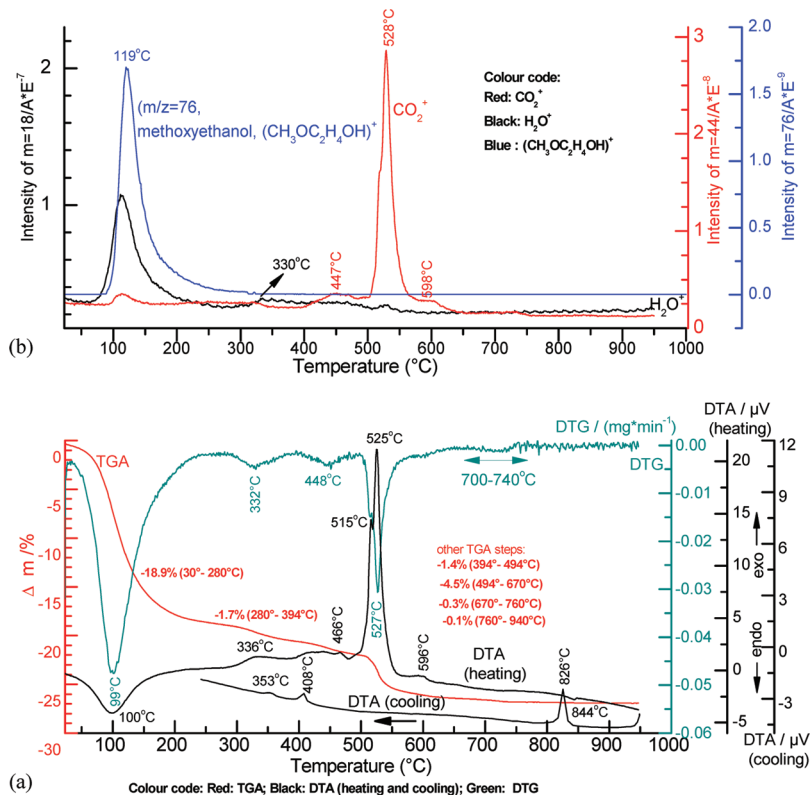 119°C
528°C
(m/z=76,
methoxyethanol, (CH₃OC₂H₄OH)⁺
CO₂⁺
Colour code:
Red: CO₂⁺
Black: H₂O⁺
Blue : (CH₃OC₂H₄OH)⁺
330°C
447°C
598°C
H₂O⁺
Intensity of m=18/A*E⁻⁷
1
2
Intensity of m=44/A*E⁻⁸
3
2
1
0
Intensity of m=76/A*E⁻⁹
2.0
1.5
1.0
0.5
0.0
0 100 200 300 400 500 600 700 800 900 1000
Temperature (°C)
(b)
TGA
525°C
DTG / (mg*min⁻¹)
DTG
DTA / µV
(heating)
332°C
448°C
515°C
700-740°C
-18.9% (30°- 280°C)
-1.7% (280°- 394°C)
other TGA steps:
-1.4% (394°- 494°C)
-4.5% (494°- 670°C)
-0.3% (670°- 760°C)
-0.1% (760°- 940°C)
527°C
466°C
336°C
596°C
DTA
(heating)
826°C
99°C
100°C
353°C
408°C
DTA (cooling)
844°C
Δ m /%
0
-5
-10
-15
-20
-25
-30
0.00
-0.01
-0.02
-0.03
-0.04
-0.05
-0.06
20
15
10
5
0
-5
exo
endo
12
9
6
3
0
-3
DTA / µV
(cooling)
0 100 200 300 400 500 600 700 800 900 1000
Temperature (°C)
(a)
Colour code: Red: TGA; Black: DTA (heating and cooling); Green: DTG